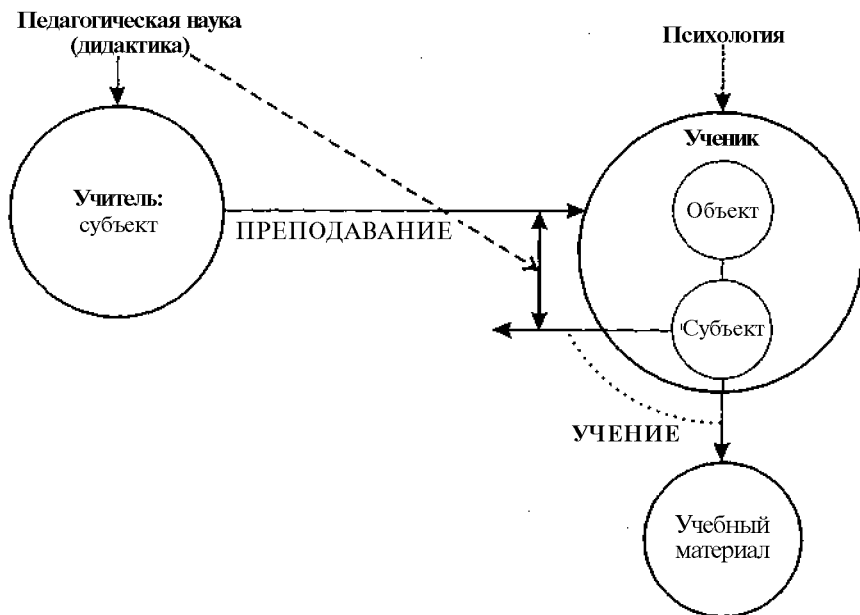 Педагогическая наука
(дидактика)
Психология
Ученик
Учитель:
субъект
Объект
ПРЕПОДАВАНИЕ
Субъект
УЧЕНИЕ
Учебный
материал